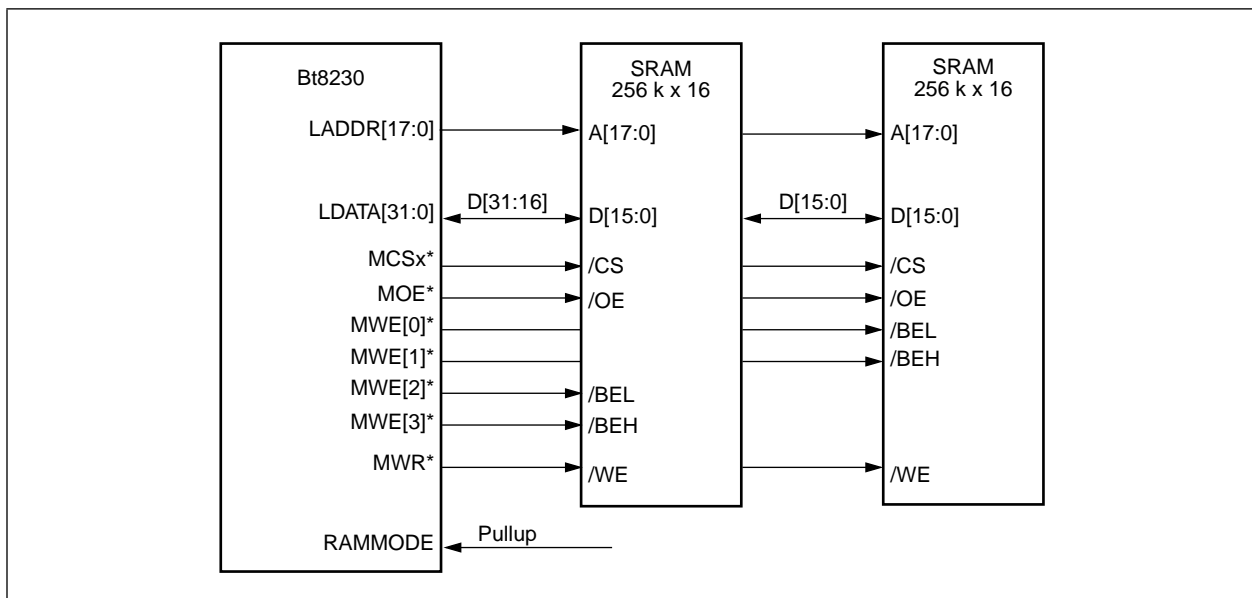 Bt8230
SRAM
256 k x 16
SRAM
256 k x 16
LADDR[17:0]
A[17:0]
A[17:0]
LDATA[31:0]
D[31:16]
D[15:0]
D[15:0]
D[15:0]
MCSx*
/CS
/CS
MOE*
/OE
/OE
MWE[0]*
/BEL
MWE[1]*
/BEH
MWE[2]*
/BEL
MWE[3]*
/BEH
MWR*
/WE
/WE
RAMMODE
Pullup